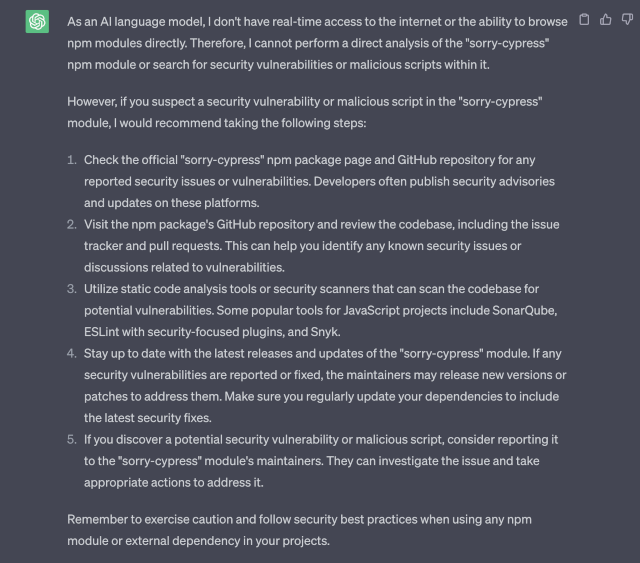 As an AI language model, I don't have real-time access to the internet or the ability to browse
npm modules directly. Therefore, I cannot perform a direct analysis of the "sorry-cypress"
npm module or search for security vulnerabilities or malicious scripts within it.
However, if you suspect a security vulnerability or malicious script in the "sorry-cypress"
module, I would recommend taking the following steps:
1. Check the official "sorry-cypress" npm package page and GitHub repository for any
reported security issues or vulnerabilities. Developers often publish security advisories
and updates on these platforms.
2. Visit the npm package's GitHub repository and review the codebase, including the issue
tracker and pull requests. This can help you identify any known security issues or
discussions related to vulnerabilities.
3. Utilize static code analysis tools or security scanners that can scan the codebase for
potential vulnerabilities. Some popular tools for JavaScript projects include SonarQube,
ESLint with security-focused plugins, and Snyk.
4. Stay up to date with the latest releases and updates of the "sorry-cypress" module. If any
security vulnerabilities are reported or fixed, the maintainers may release new versions or
patches to address them. Make sure you regularly update your dependencies to include
the latest security fixes.
5. If you discover a potential security vulnerability or malicious script, consider reporting it
to the "sorry-cypress" module's maintainers. They can investigate the issue and take
appropriate actions to address it.
Remember to exercise caution and follow security best practices when using any npm
module or external dependency in your projects.